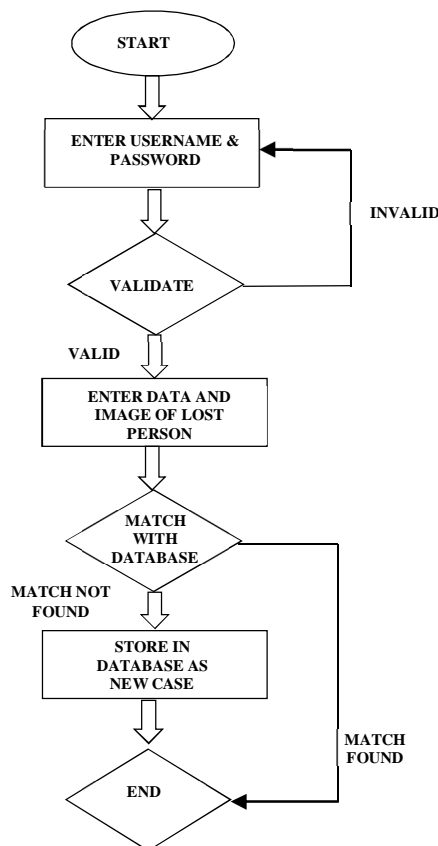 START
ENTER USERNAME &
PASSWORD
INVALID
VALIDATE
VALID
ENTER DATA AND
IMAGE OF LOST
PERSON
MATCH
WITH
DATABASE
MATCH NOT
FOUND
STORE IN
DATABASE AS
NEW CASE
MATCH
FOUND
END